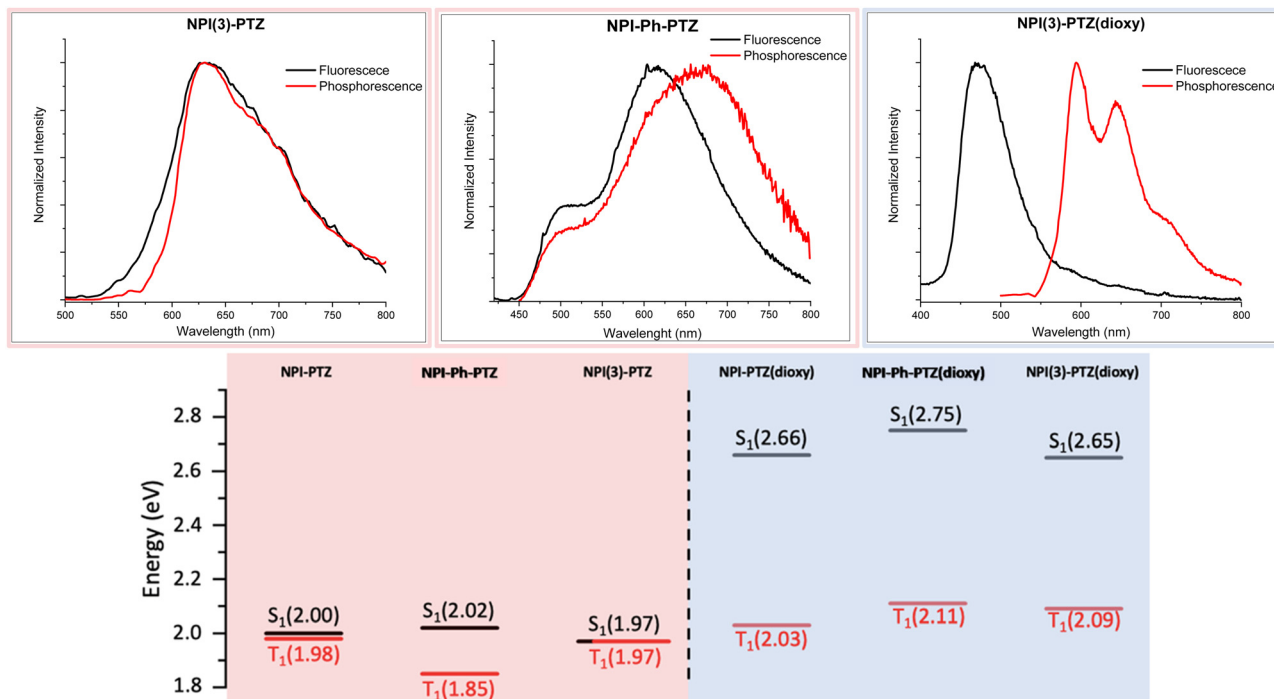 NPI(3)-PTZ
Fluorescece
Phosphorescence
Normalized Intensity
500 550 600 650 700 750 800
Wavelength (nm)
NPI-Ph-PTZ
Fluorescence
Phosphorescence
Normalized Intensity
450 500 550 600 650 700 750 800
Wavelenght (nm)
NPI(3)-PTZ(dioxy)
Fluorescece
Phosphorescence
Normalized Intensity
400 500 600 700 800
Wavelength (nm)
NPI-PTZ NPI-Ph-PTZ NPI(3)-PTZ NPI-PTZ(dioxy) NPI-Ph-PTZ(dioxy) NPI(3)-PTZ(dioxy)
Energy (eV)
2.8
2.6
2.4
2.2
2.0
1.8
S₁(2.00)
T₁(1.98)
S₁(2.02)
T₁(1.85)
S₁(1.97)
T₁(1.97)
S₁(2.66)
T₁(2.03)
S₁(2.75)
T₁(2.11)
S₁(2.65)
T₁(2.09)